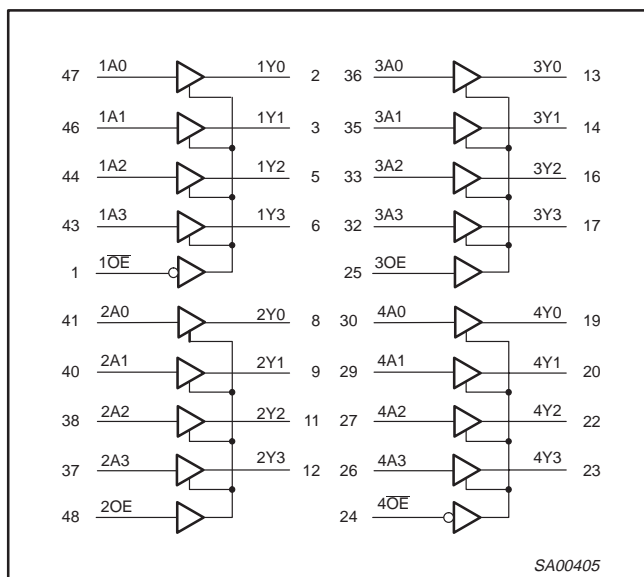 47 1A0 1Y0 2 36 3A0 3Y0 13
46 1A1 1Y1 3 35 3A1 3Y1 14
44 1A2 1Y2 5 33 3A2 3Y2 16
43 1A3 1Y3 6 32 3A3 3Y3 17
1 1O̅E̅ 25 3OE
41 2A0 2Y0 8 30 4A0 4Y0 19
40 2A1 2Y1 9 29 4A1 4Y1 20
38 2A2 2Y2 11 27 4A2 4Y2 22
37 2A3 2Y3 12 26 4A3 4Y3 23
48 2OE 24 4O̅E̅
SA00405